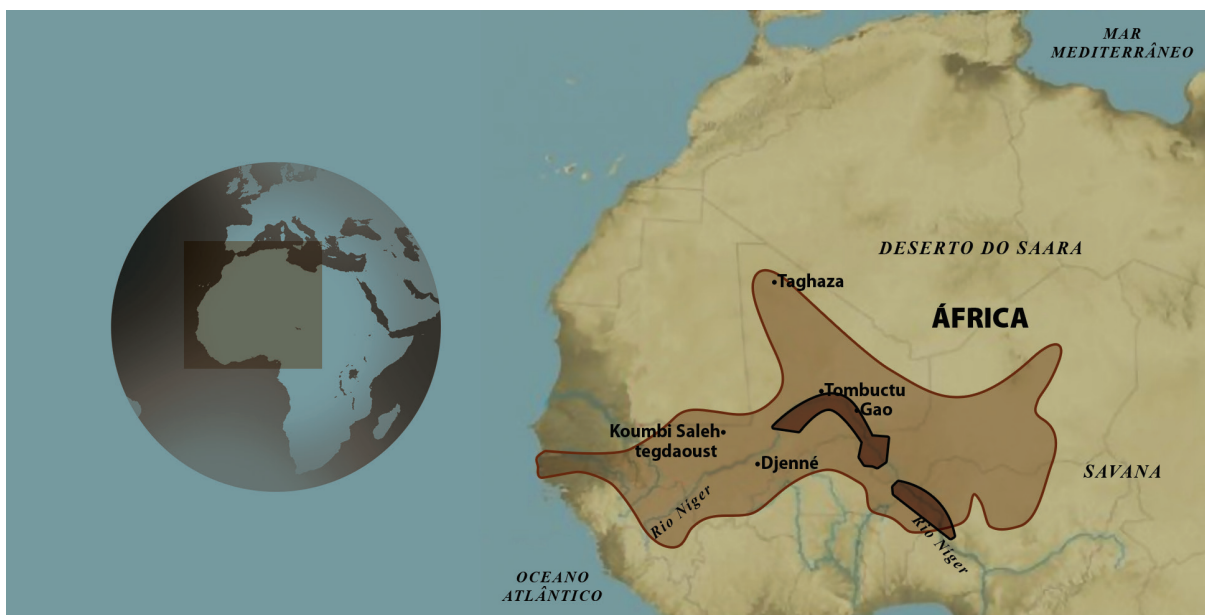 MAR
MEDITERRÂNEO
DESERTO DO SAARA
Taghaza
ÁFRICA
Tombuctu
Gao
Koumbi Saleh-
tegdaoust
Djenné
SAVANA
Rio Níger
Rio Níger
OCEANO
ATLÂNTICO